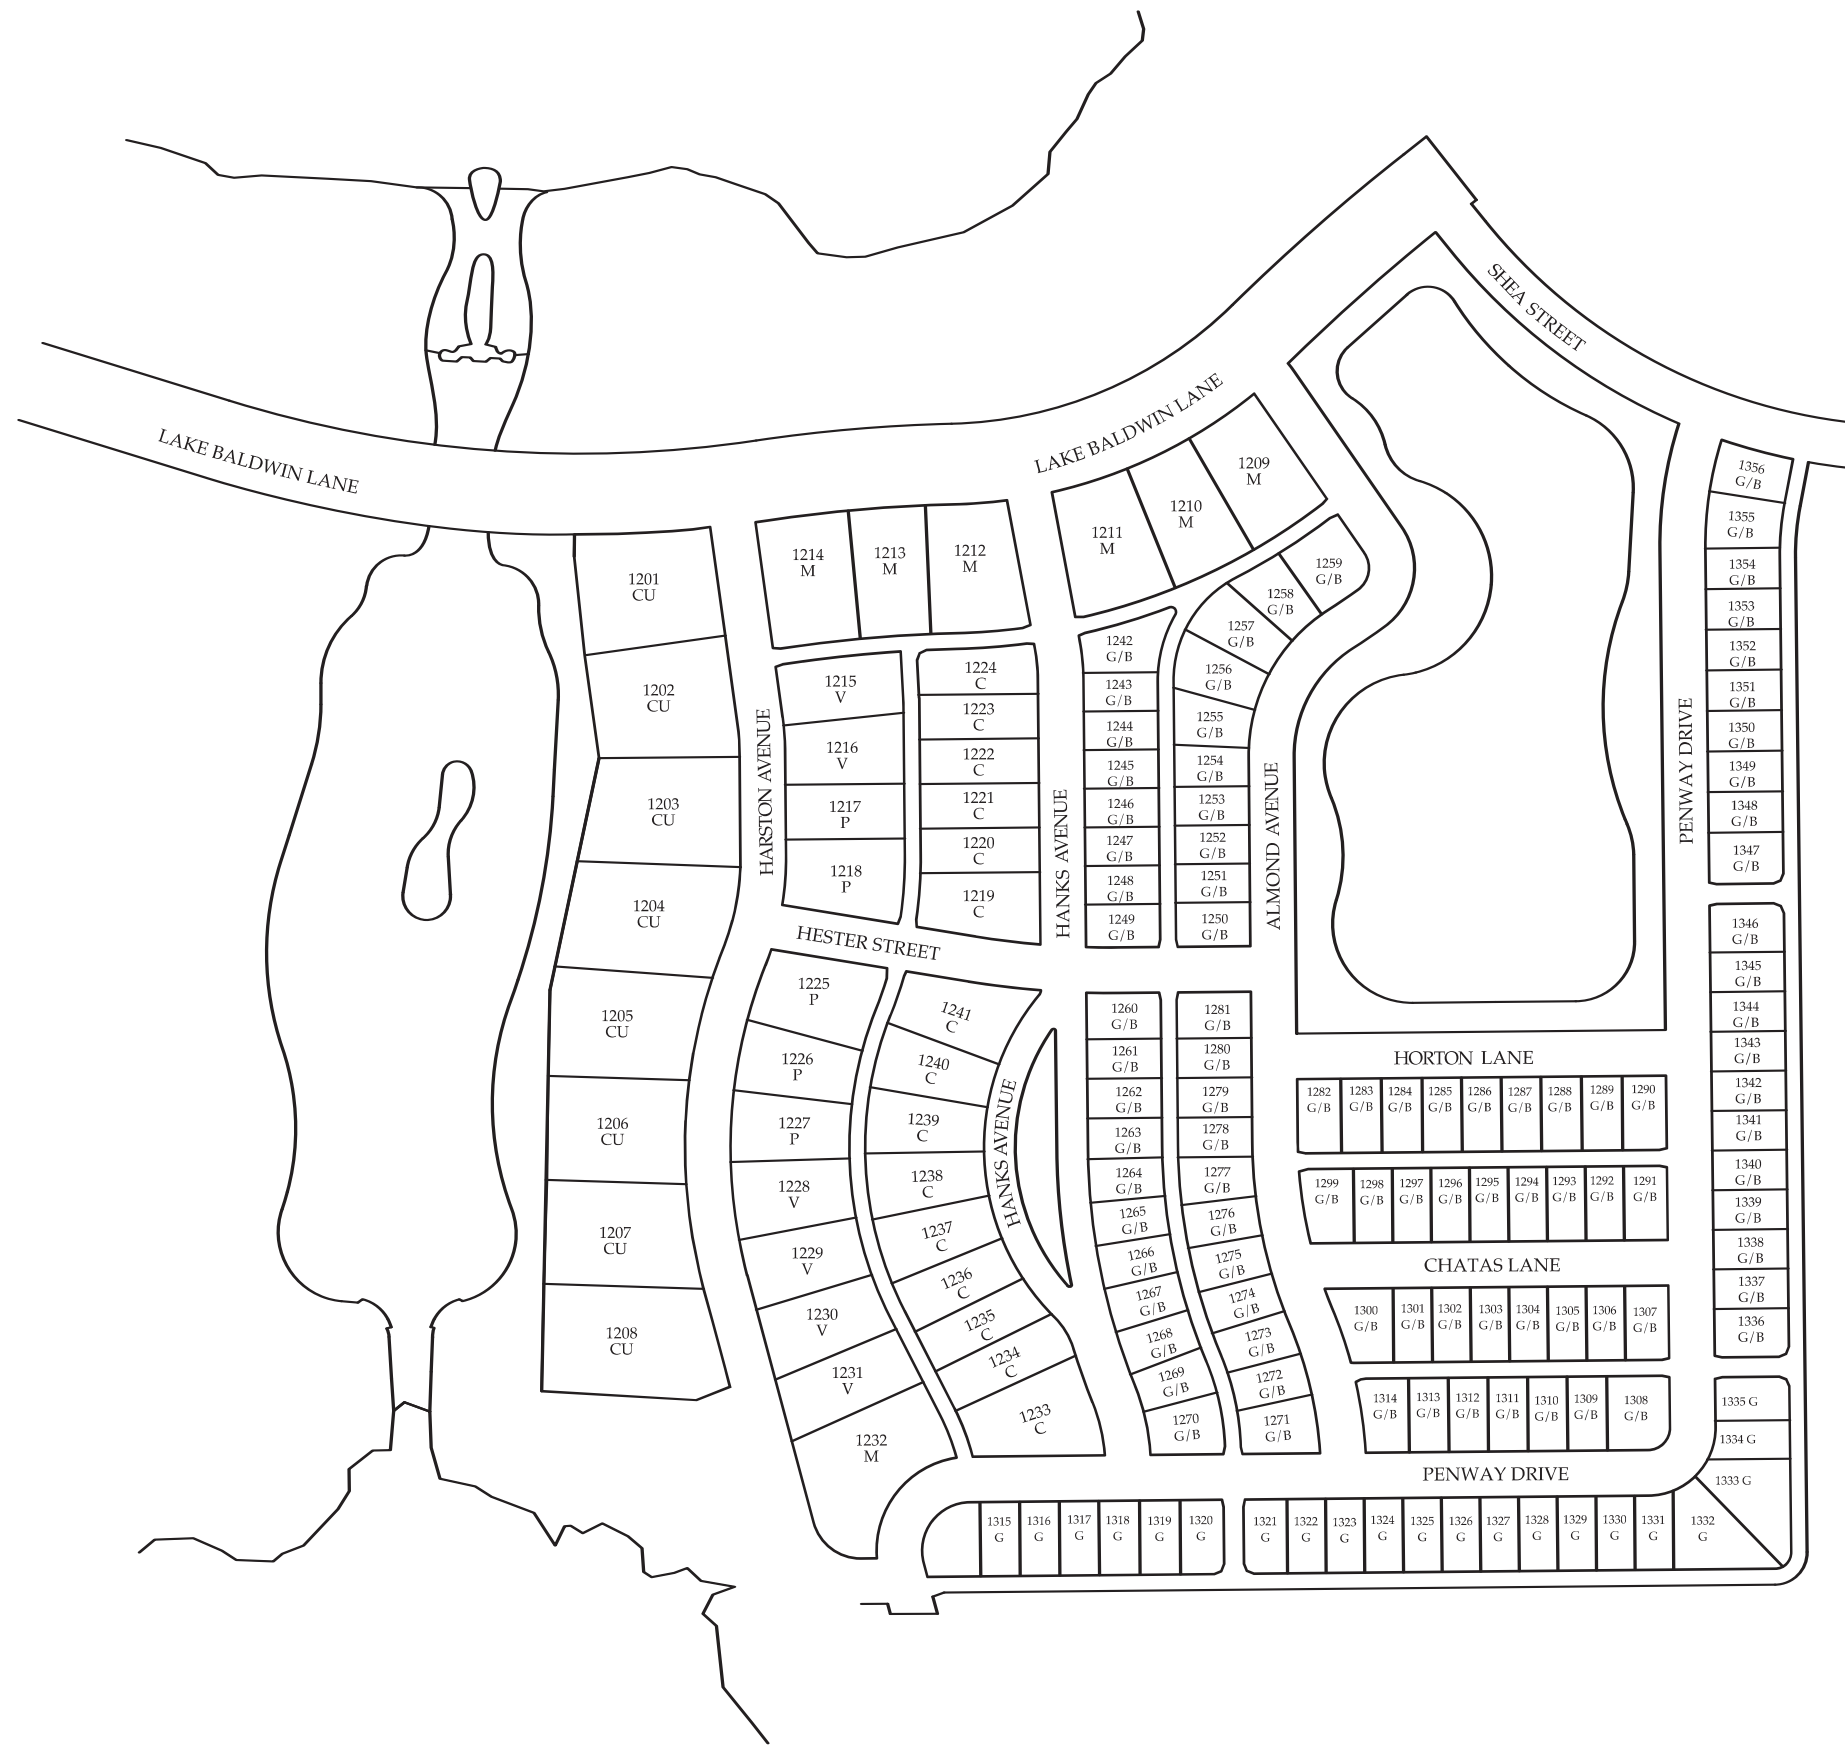 LAKE BALDWIN LANE
LAKE BALDWIN LANE
SHEA STREET
HARSTON AVENUE
HESTER STREET
HANKS AVENUE
HANKS AVENUE
ALMOND AVENUE
PENWAY DRIVE
HORTON LANE
CHATAS LANE
PENWAY DRIVE
1201
CU
1202
CU
1203
CU
1204
CU
1205
CU
1206
CU
1207
CU
1208
CU
1209
M
1210
M
1211
M
1212
M
1213
M
1214
M
1215
V
1216
V
1217
P
1218
P
1219
C
1220
C
1221
C
1222
C
1223
C
1224
C
1225
P
1226
P
1227
P
1228
V
1229
V
1230
V
1231
V
1232
M
1233
C
1234
C
1235
C
1236
C
1237
C
1238
C
1239
C
1240
C
1241
C
1242
G/B
1243
G/B
1244
G/B
1245
G/B
1246
G/B
1247
G/B
1248
G/B
1249
G/B
1250
G/B
1251
G/B
1252
G/B
1253
G/B
1254
G/B
1255
G/B
1256
G/B
1257
G/B
1258
G/B
1259
G/B
1260
G/B
1261
G/B
1262
G/B
1263
G/B
1264
G/B
1265
G/B
1266
G/B
1267
G/B
1268
G/B
1269
G/B
1270
G/B
1271
G/B
1272
G/B
1273
G/B
1274
G/B
1275
G/B
1276
G/B
1277
G/B
1278
G/B
1279
G/B
1280
G/B
1281
G/B
1282
G/B
1283
G/B
1284
G/B
1285
G/B
1286
G/B
1287
G/B
1288
G/B
1289
G/B
1290
G/B
1291
G/B
1292
G/B
1293
G/B
1294
G/B
1295
G/B
1296
G/B
1297
G/B
1298
G/B
1299
G/B
1300
G/B
1301
G/B
1302
G/B
1303
G/B
1304
G/B
1305
G/B
1306
G/B
1307
G/B
1308
G/B
1309
G/B
1310
G/B
1311
G/B
1312
G/B
1313
G/B
1314
G/B
1315
G
1316
G
1317
G
1318
G
1319
G
1320
G
1321
G
1322
G
1323
G
1324
G
1325
G
1326
G
1327
G
1328
G
1329
G
1330
G
1331
G
1332
G
1333 G
1334 G
1335 G
1336
G/B
1337
G/B
1338
G/B
1339
G/B
1340
G/B
1341
G/B
1342
G/B
1343
G/B
1344
G/B
1345
G/B
1346
G/B
1347
G/B
1348
G/B
1349
G/B
1350
G/B
1351
G/B
1352
G/B
1353
G/B
1354
G/B
1355
G/B
1356
G/B